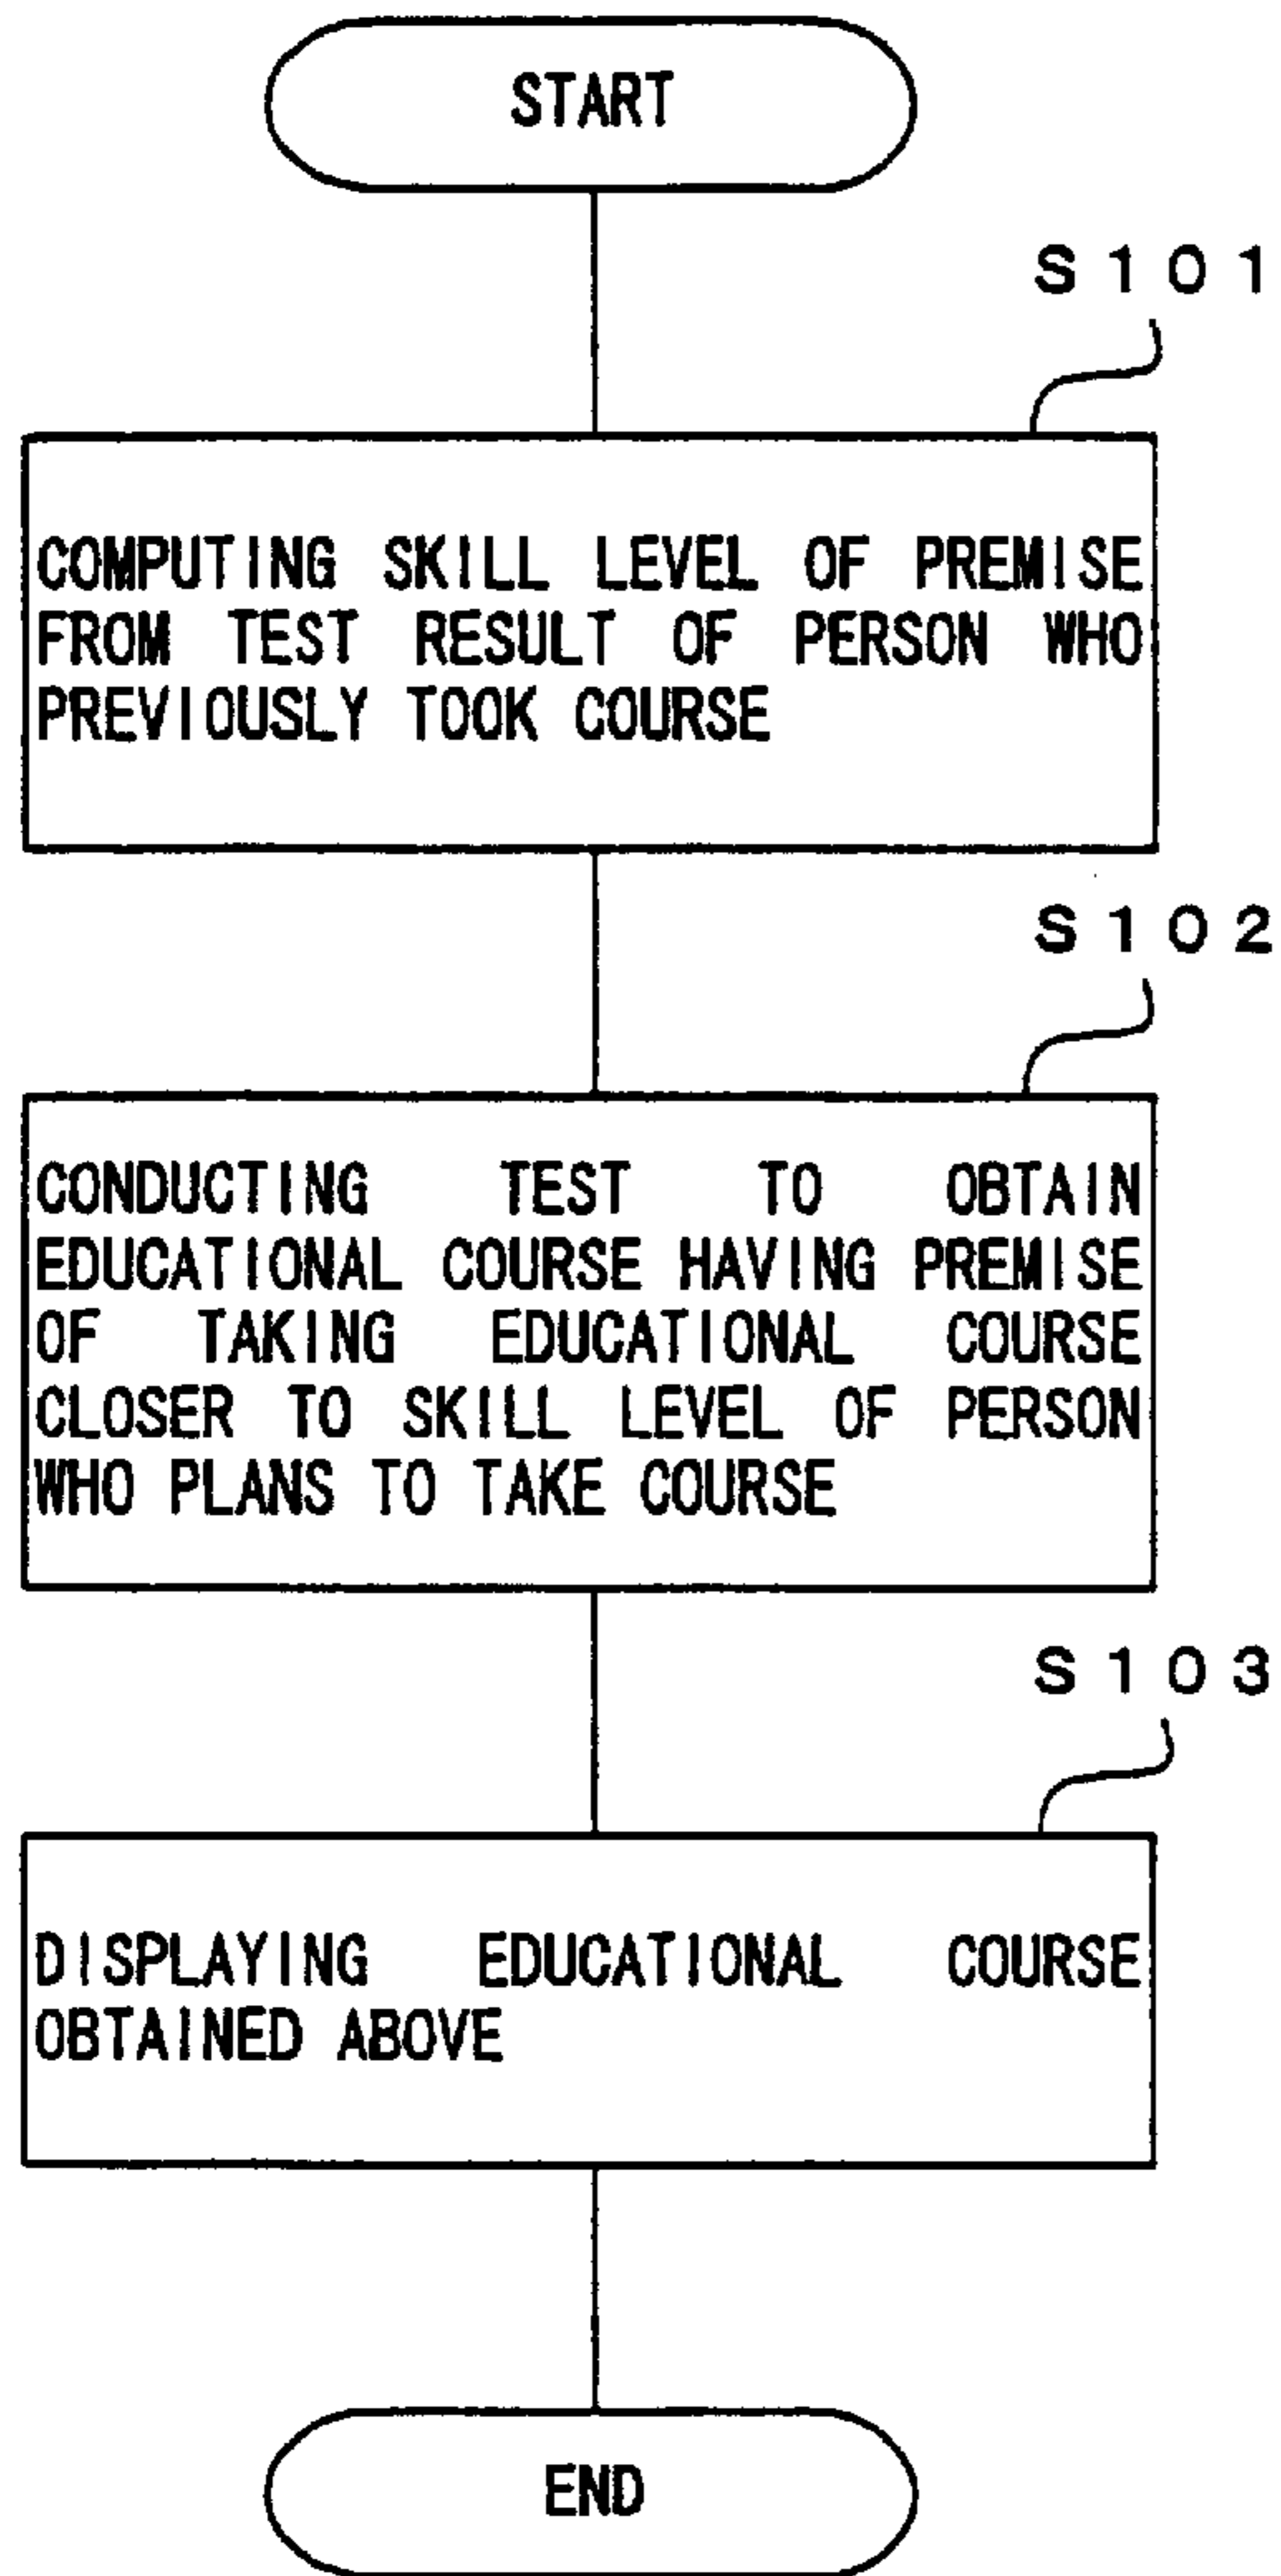 START
S101
COMPUTING SKILL LEVEL OF PREMISE
FROM TEST RESULT OF PERSON WHO
PREVIOUSLY TOOK COURSE
S102
CONDUCTING TEST TO OBTAIN
EDUCATIONAL COURSE HAVING PREMISE
OF TAKING EDUCATIONAL COURSE
CLOSER TO SKILL LEVEL OF PERSON
WHO PLANS TO TAKE COURSE
S103
DISPLAYING EDUCATIONAL COURSE
OBTAINED ABOVE
END